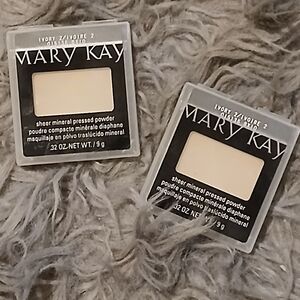 IVORY 2/IVOIRE 2
MARY KAY
sheer mineral pressed powder
poudre compacte minérale diaphane
maquillaje en polvo traslúcido mineral
.32 OZ. NET WT. / 9 g
IVORY 2/IVOIRE 2
MARY KAY
sheer mineral pressed powder
poudre compacte minérale diaphane
maquillaje en polvo traslúcido mineral
.32 OZ. NET WT. / 9 g